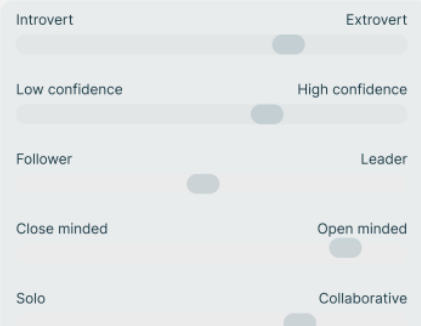 Introvert Extrovert
Low confidence High confidence
Follower Leader
Close minded Open minded
Solo Collaborative